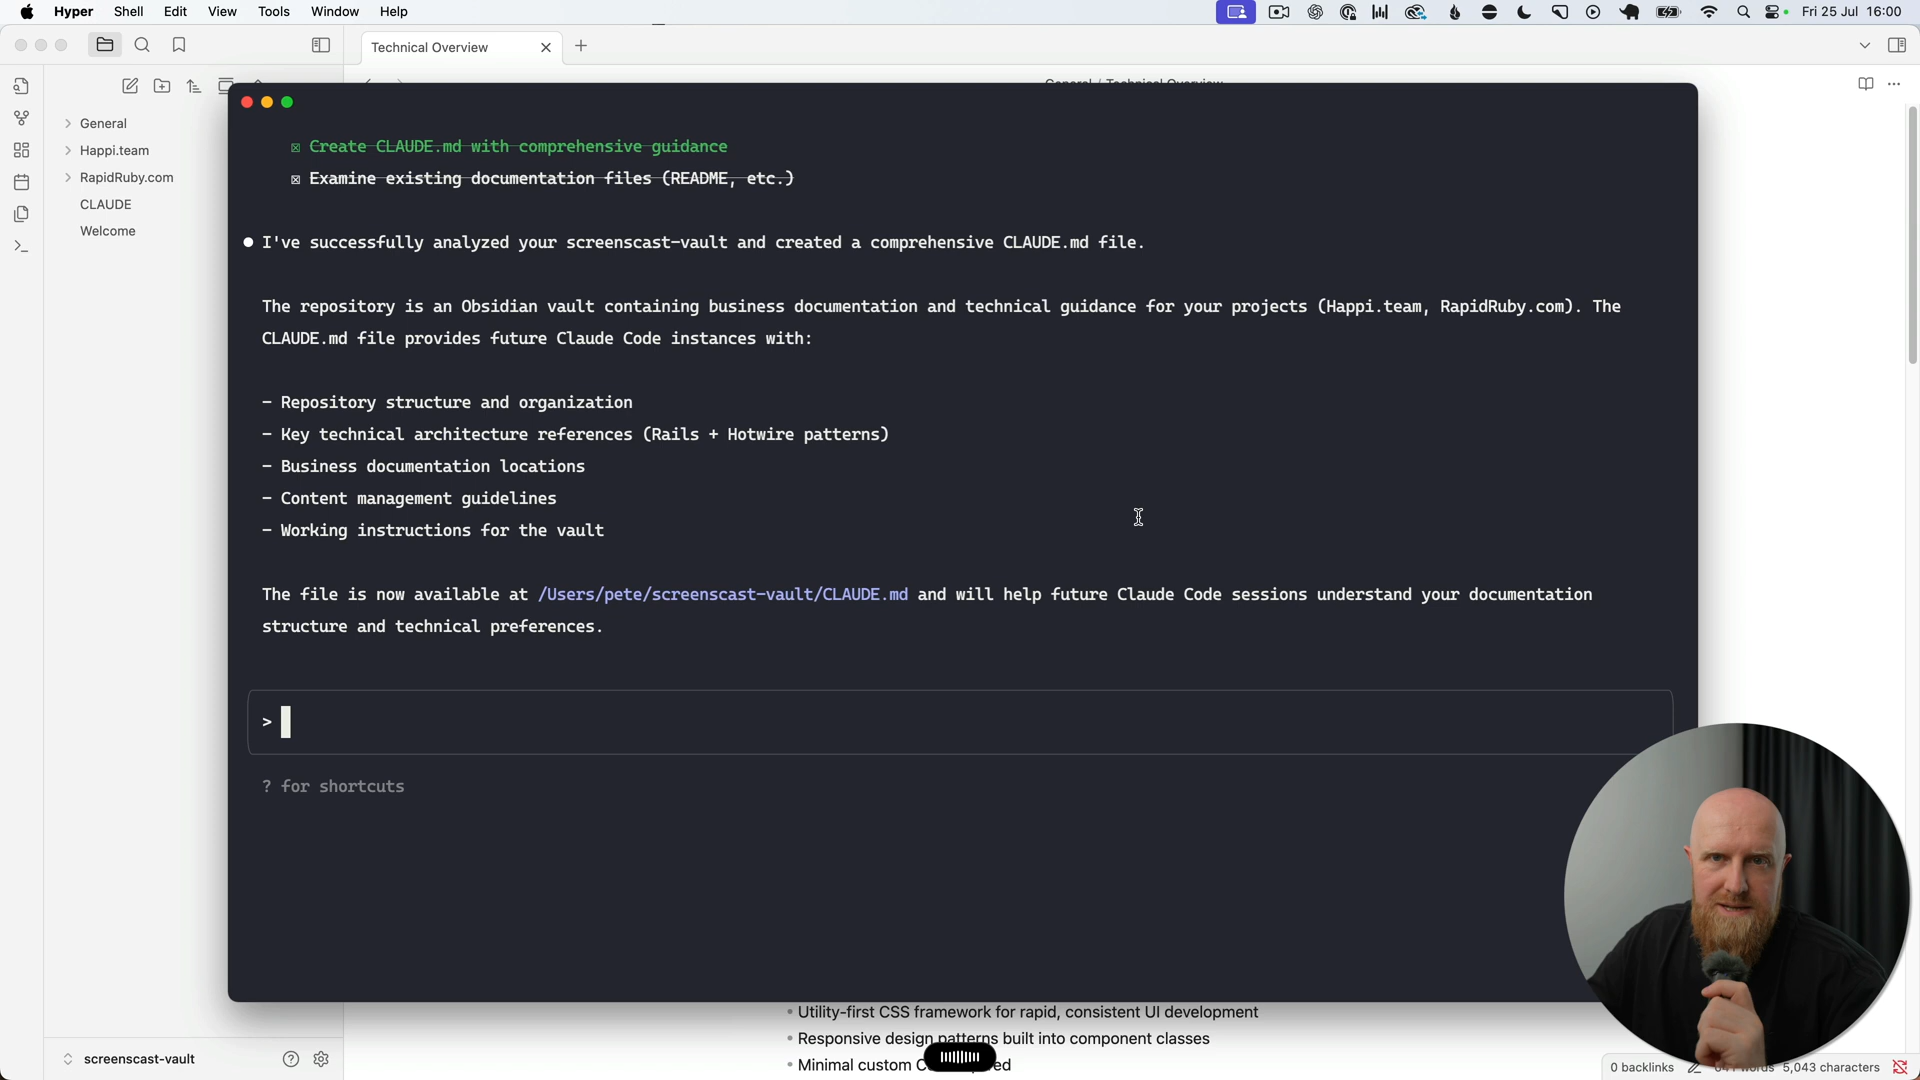 Hyper Shell Edit View Tools Window Help
Fri 25 Jul 16:00
Technical Overview
General / Technical Overview
General
Happi.team
RapidRuby.com
CLAUDE
Welcome
☒ Create CLAUDE.md with comprehensive guidance
☒ Examine existing documentation files (README, etc.)
● I've successfully analyzed your screenscast-vault and created a comprehensive CLAUDE.md file.
The repository is an Obsidian vault containing business documentation and technical guidance for your projects (Happi.team, RapidRuby.com). The
CLAUDE.md file provides future Claude Code instances with:
- Repository structure and organization
- Key technical architecture references (Rails + Hotwire patterns)
- Business documentation locations
- Content management guidelines
- Working instructions for the vault
The file is now available at /Users/pete/screenscast-vault/CLAUDE.md and will help future Claude Code sessions understand your documentation
structure and technical preferences.
>
? for shortcuts
• Utility-first CSS framework for rapid, consistent UI development
• Responsive design patterns built into component classes
• Minimal custom
screenscast-vault
0 backlinks
words 5,043 characters